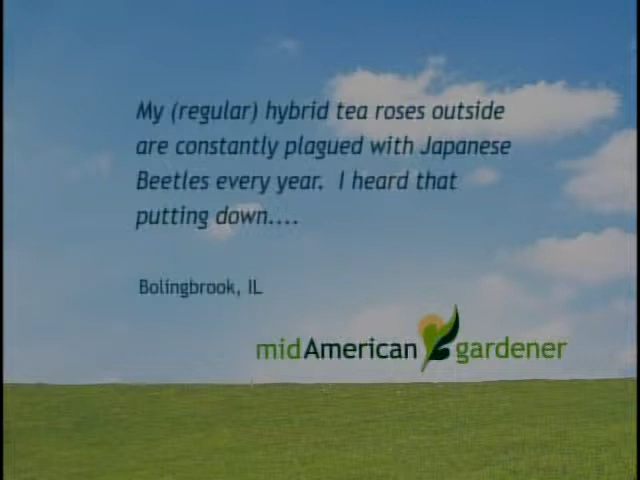 My (regular) hybrid tea roses outside
are constantly plagued with Japanese
Beetles every year. I heard that
putting down....
Bolingbrook, IL
midAmerican gardener